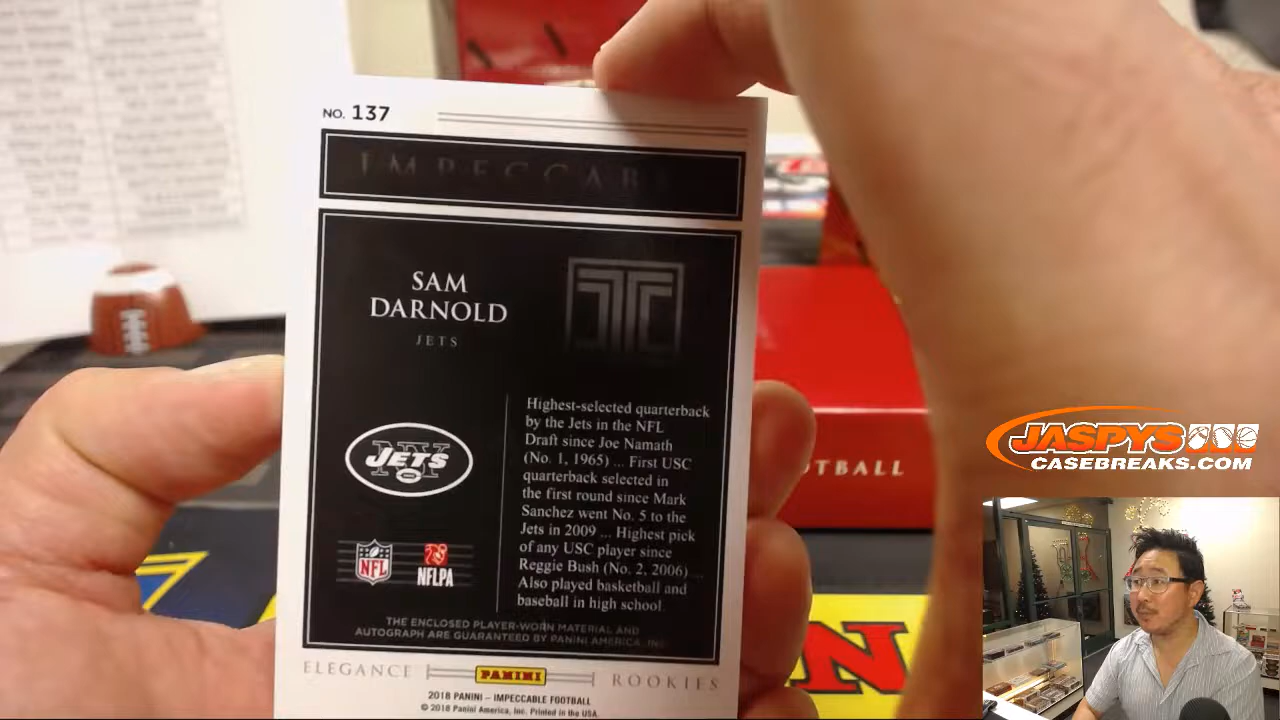 NO. 137
IMPECCAB
SAM
DARNOLD
JETS
NY
JETS
Highest-selected quarterback
by the Jets in the NFL
Draft since Joe Namath
(No. 1, 1965) ... First USC
quarterback selected in
the first round since Mark
Sanchez went No. 5 to the
Jets in 2009 ... Highest pick
of any USC player since
Reggie Bush (No. 2, 2006) ...
Also played basketball and
baseball in high school.
NFL
NFLPA
THE ENCLOSED PLAYER-WORN MATERIAL AND
AUTOGRAPH ARE GUARANTEED BY PANINI AMERICA, INC.
ELEGANCE PANINI ROOKIES
2018 PANINI – IMPECCABLE FOOTBALL
© 2018 Panini America, Inc. Printed in the USA.
OTBALL
JASPYS
CASEBREAKS.COM